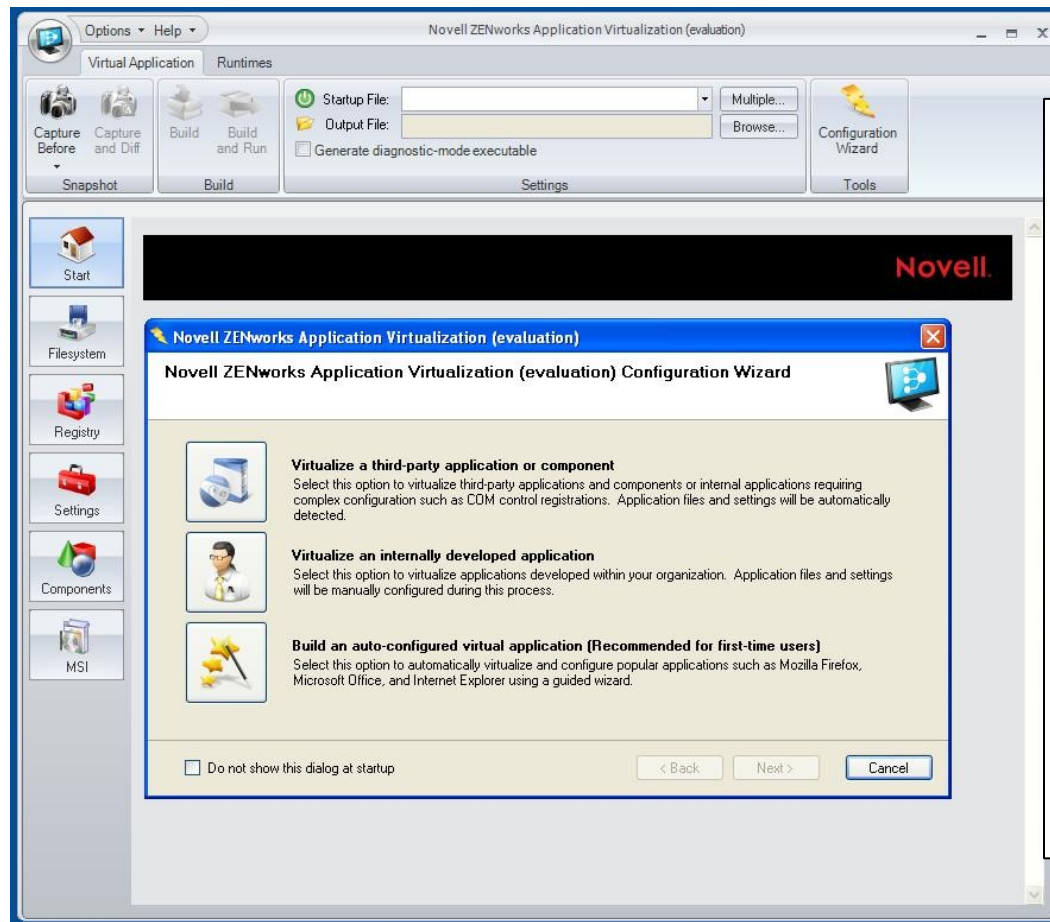 Options Help
Novell ZENworks Application Virtualization (evaluation)
Virtual Application Runtimes
Capture Before
Capture and Diff
Snapshot
Build
Build and Run
Build
Startup File:
Multiple...
Output File:
Browse...
Generate diagnostic-mode executable
Settings
Configuration Wizard
Tools
Start
Filesystem
Registry
Settings
Components
MSI
Novell.
Novell ZENworks Application Virtualization (evaluation)
Novell ZENworks Application Virtualization (evaluation) Configuration Wizard
Virtualize a third-party application or component
Select this option to virtualize third-party applications and components or internal applications requiring
complex configuration such as COM control registrations. Application files and settings will be automatically
detected.
Virtualize an internally developed application
Select this option to virtualize applications developed within your organization. Application files and settings
will be manually configured during this process.
Build an auto-configured virtual application (Recommended for first-time users)
Select this option to automatically virtualize and configure popular applications such as Mozilla Firefox,
Microsoft Office, and Internet Explorer using a guided wizard.
Do not show this dialog at startup
< Back
Next >
Cancel